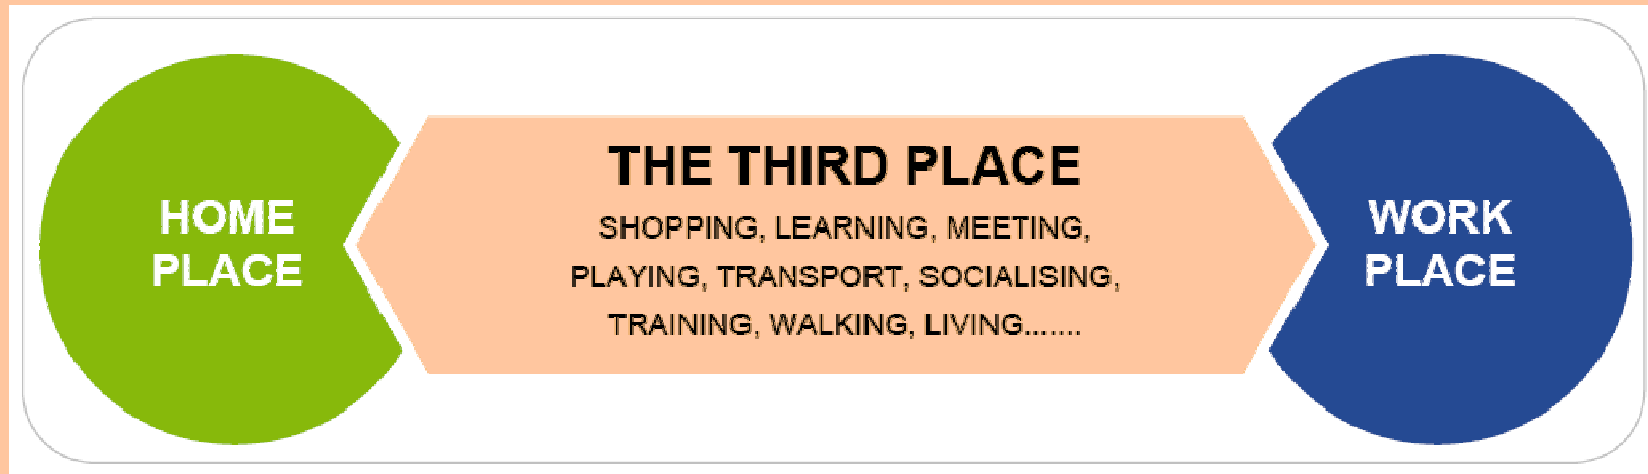 HOME
PLACE
THE THIRD PLACE
SHOPPING, LEARNING, MEETING,
PLAYING, TRANSPORT, SOCIALISING,
TRAINING, WALKING, LIVING.......
WORK
PLACE